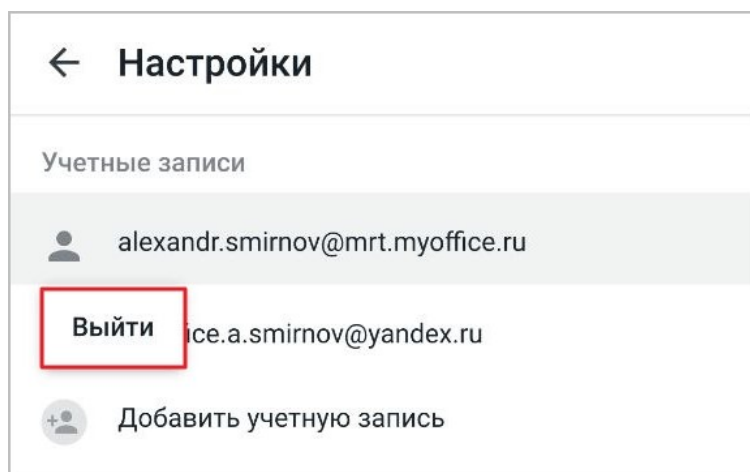 Настройки
Учетные записи
alexandr.smirnov@mrt.myoffice.ru
Выйти
ice.a.smirnov@yandex.ru
Добавить учетную запись